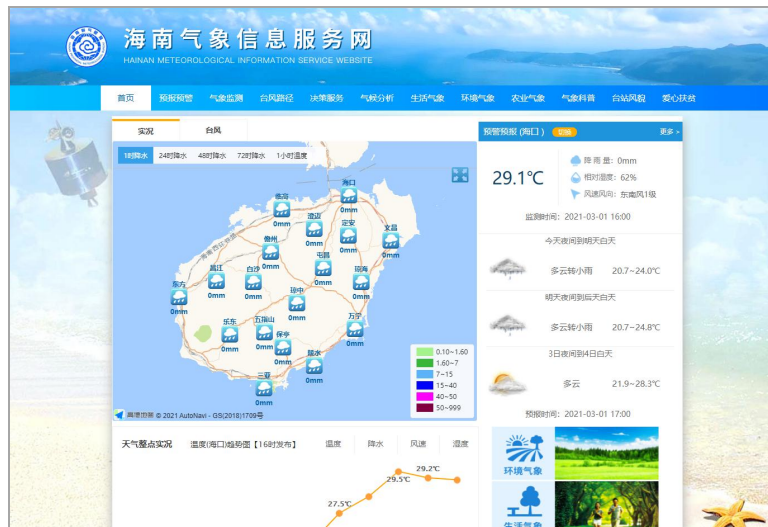 海南气象信息服务网
HAINAN METEOROLOGICAL INFORMATION SERVICE WEBSITE
首页 预报预警 气象监测 台风路径 决策服务 气候分析 生活气象 环境气象 农业气象 气象科普 台站风貌 爱心扶贫
实况 台风
1时降水 24时降水 48时降水 72时降水 1小时温度
海口
0mm
临高
0mm
澄迈
0mm
定安
0mm
文昌
0mm
儋州
0mm
屯昌
0mm
昌江
0mm
白沙
0mm
琼海
0mm
东方
0mm
琼中
0mm
乐东
0mm
五指山
0mm
万宁
0mm
保亭
0mm
陵水
0mm
三亚
0mm
0.10~1.60
1.60~7
7~15
15~40
40~50
50~999
高德地图 © 2021 AutoNavi - GS(2018)1709号
天气整点实况 温度(海口)趋势图【16时发布】 温度 降水 风速 湿度
27.5℃
29.5℃
29.2℃
预警预报 (海口) 切换 更多 >
29.1℃
降 雨 量: 0mm
相对湿度: 62%
风速风向: 东南风1级
监测时间: 2021-03-01 16:00
今天夜间到明天白天
多云转小雨 20.7~24.0℃
明天夜间到后天白天
多云转小雨 20.7~24.8℃
3日夜间到4日白天
多云 21.9~28.3℃
预报时间: 2021-03-01 17:00
环境气象
生活气象